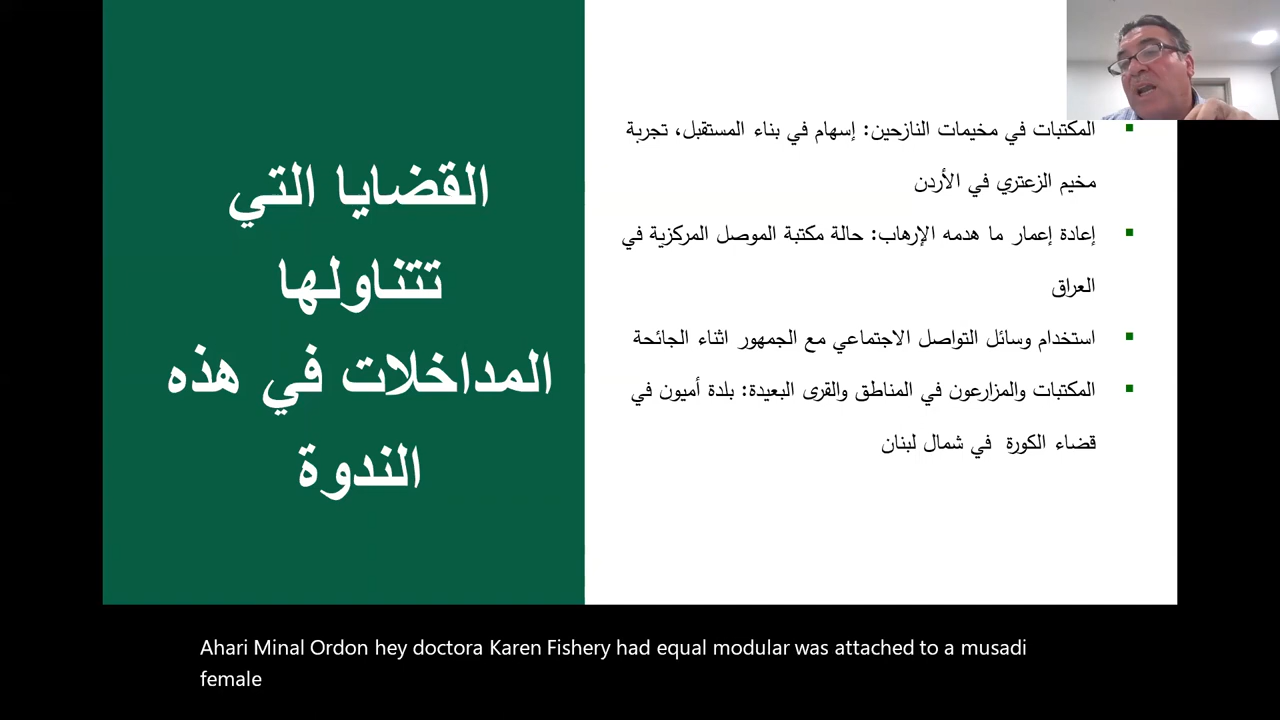 القضايا التي
تتناولها
المداخلات في هذه
الندوة
المكتبات في مخيمات النازحين: إسهام في بناء المستقبل، تجربة
مخيم الزعتري في الأردن
إعادة إعمار ما هدمه الإرهاب: حالة مكتبة الموصل المركزية في
العراق
استخدام وسائل التواصل الاجتماعي مع الجمهور اثناء الجائحة
المكتبات والمزارعون في المناطق والقرى البعيدة: بلدة أميون في
قضاء الكورة في شمال لبنان
Ahari Minal Ordon hey doctora Karen Fishery had equal modular was attached to a musadi
female